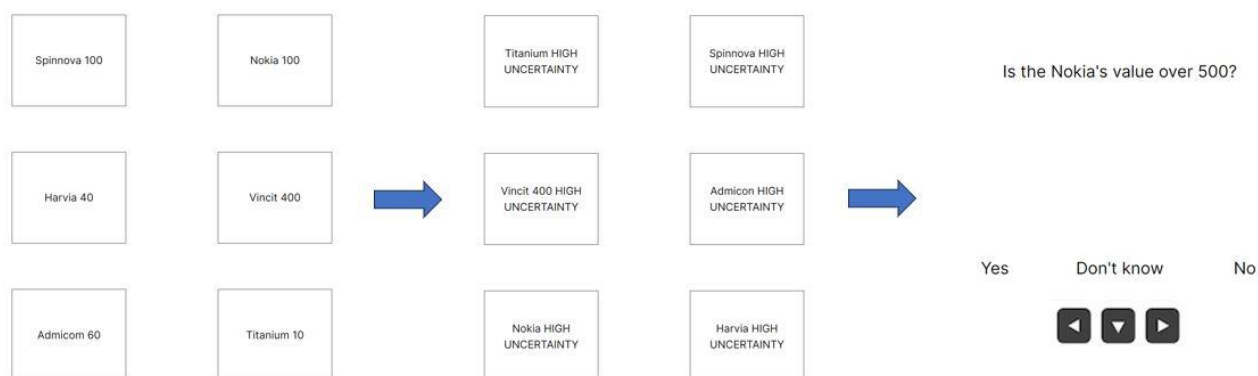 Spinnova 100
Nokia 100
Harvia 40
Vincit 400
Admicom 60
Titanium 10
Titanium HIGH
UNCERTAINTY
Spinnova HIGH
UNCERTAINTY
Vincit 400 HIGH
UNCERTAINTY
Admicon HIGH
UNCERTAINTY
Nokia HIGH
UNCERTAINTY
Harvia HIGH
UNCERTAINTY
Is the Nokia's value over 500?
Yes Don't know No